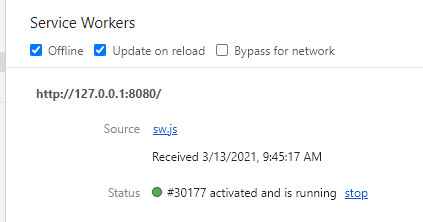 Service Workers
Offline Update on reload Bypass for network
http://127.0.0.1:8080/
Source sw.js
Received 3/13/2021, 9:45:17 AM
Status #30177 activated and is running stop